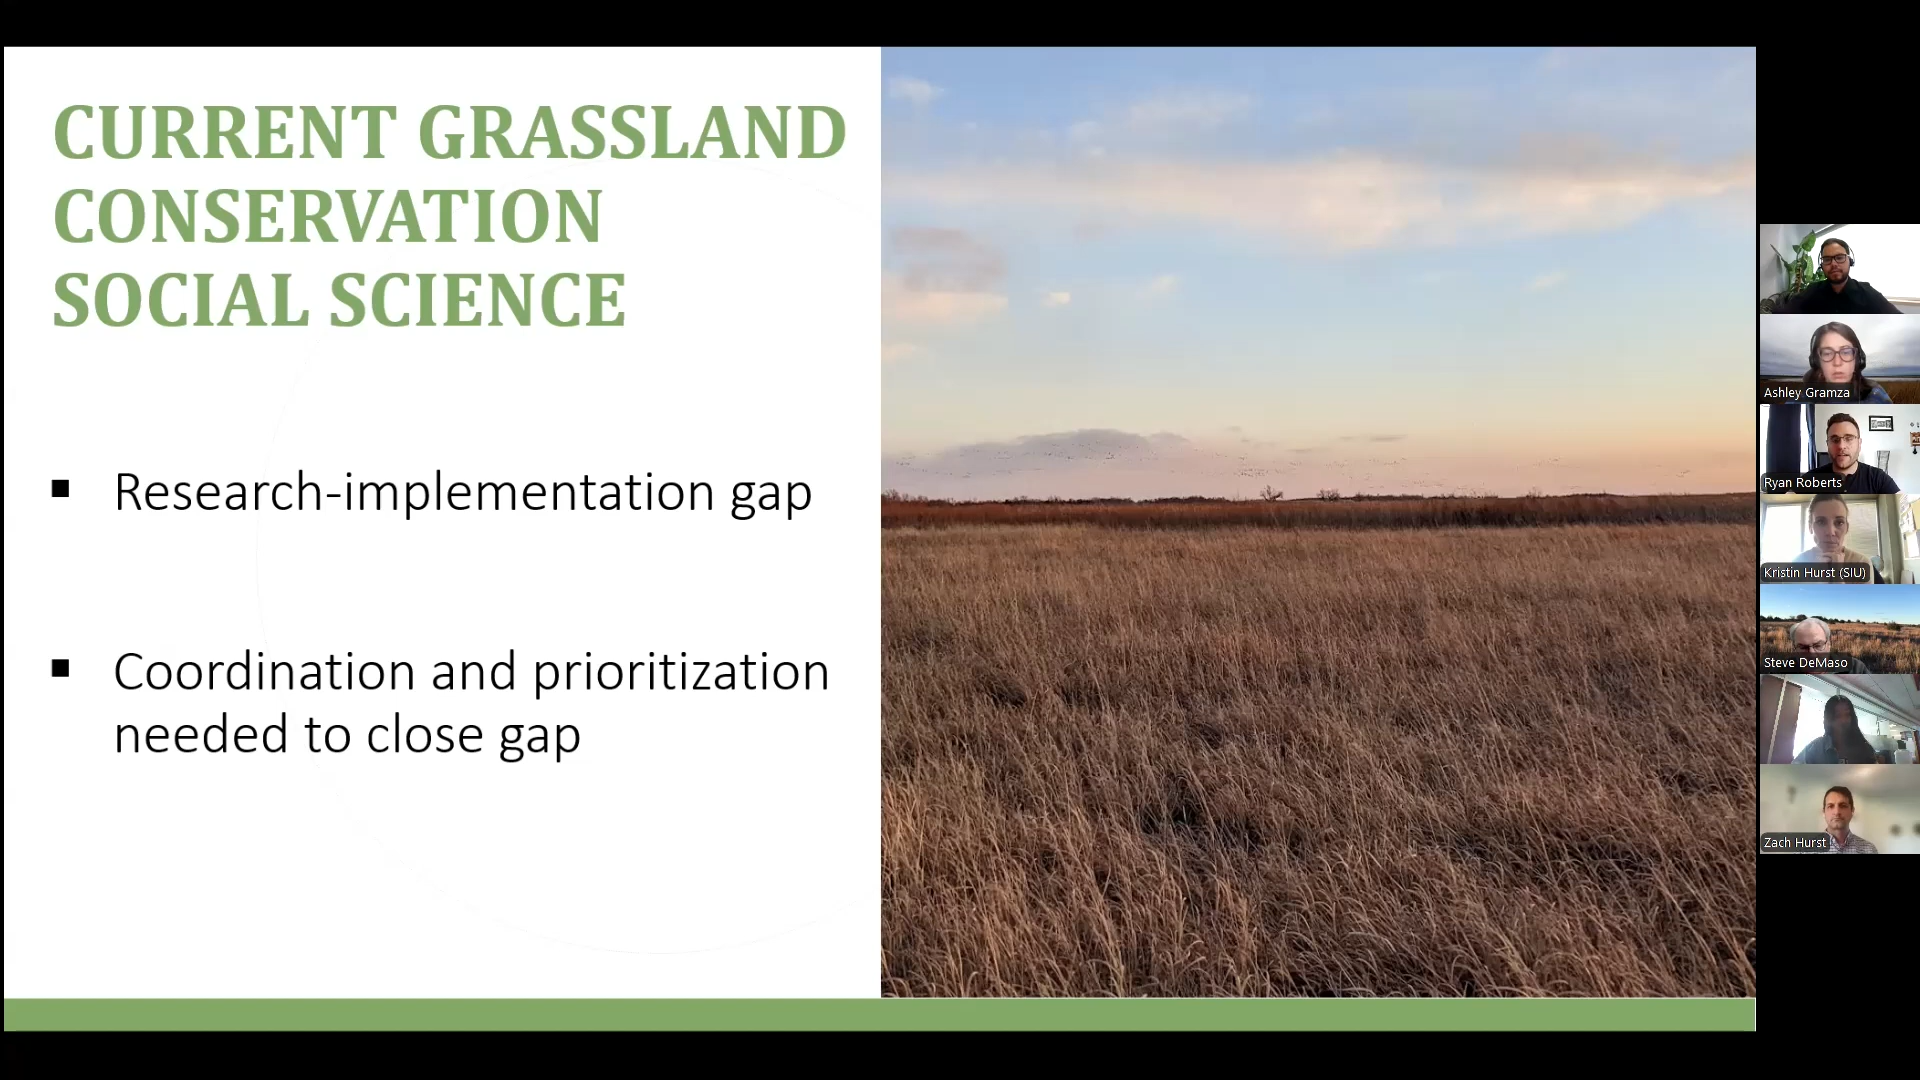 CURRENT GRASSLAND
CONSERVATION
SOCIAL SCIENCE
▪ Research-implementation gap
▪ Coordination and prioritization
needed to close gap
Ashley Gramza
Ryan Roberts
Kristin Hurst (SIU)
Steve DeMaso
Zach Hurst